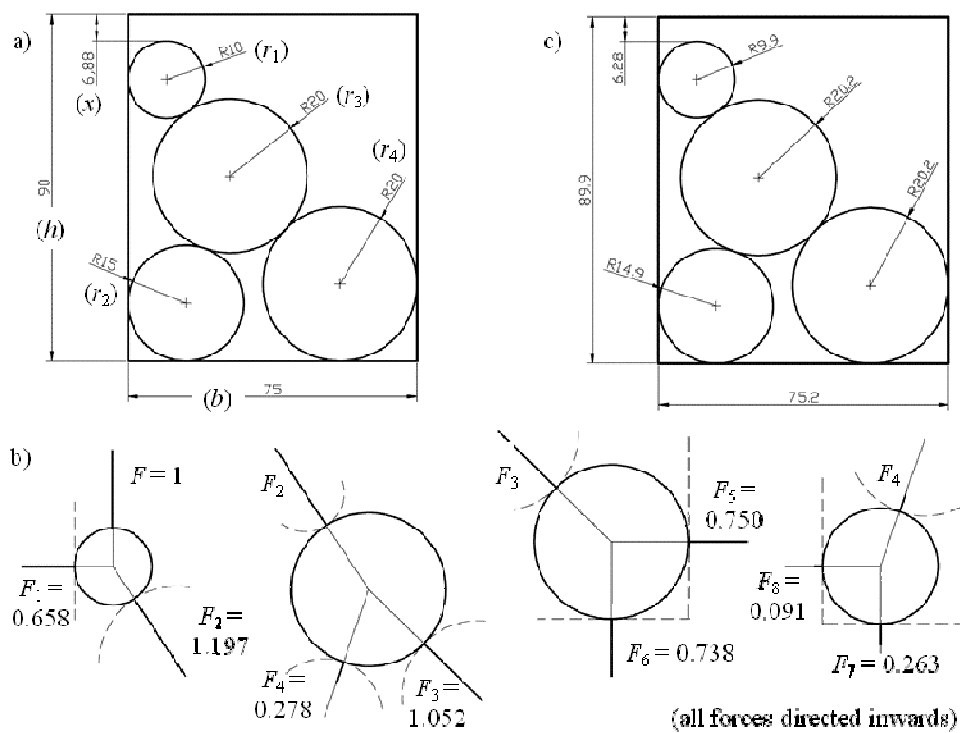 a)
R10
(r1)
6,88
(x)
R20
(r3)
(r4)
R20
90
(h)
R15
(r2)
75
(b)
c)
R9.9
6.28
R20.2
R20.2
89.9
R14.9
75.2
b)
F = 1
F1 =
0.658
F2 =
1.197
F2
F4 =
0.278
F3 =
1.052
F3
F5 =
0.750
F6 = 0.738
F4
F8 =
0.091
F7 = 0.263
(all forces directed inwards)